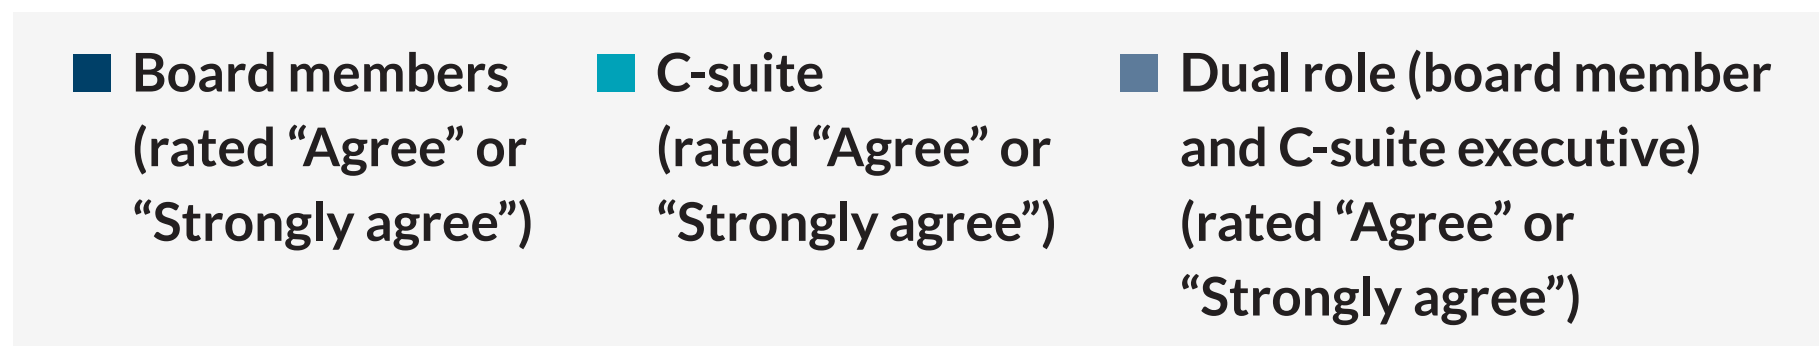 Board members
(rated “Agree” or
“Strongly agree”)
C-suite
(rated “Agree” or
“Strongly agree”)
Dual role (board member
and C-suite executive)
(rated “Agree” or
“Strongly agree”)